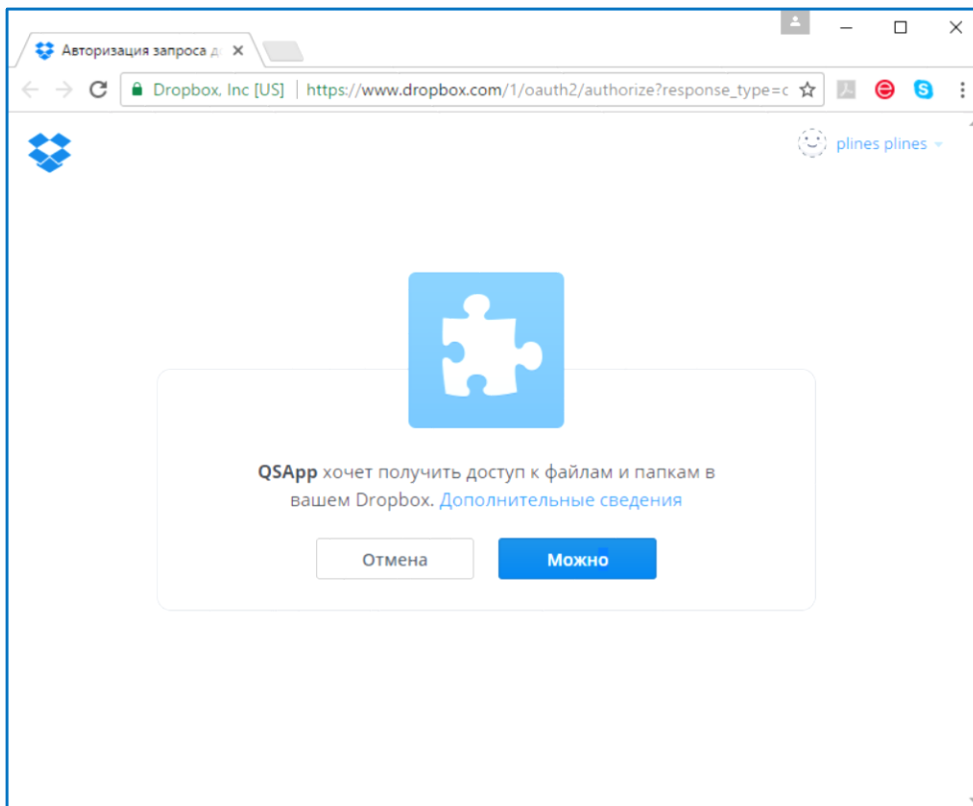 Авторизация запроса д
Dropbox, Inc [US] https://www.dropbox.com/1/oauth2/authorize?response_type=c
plines plines
QSApp хочет получить доступ к файлам и папкам в
вашем Dropbox. Дополнительные сведения
Отмена Можно